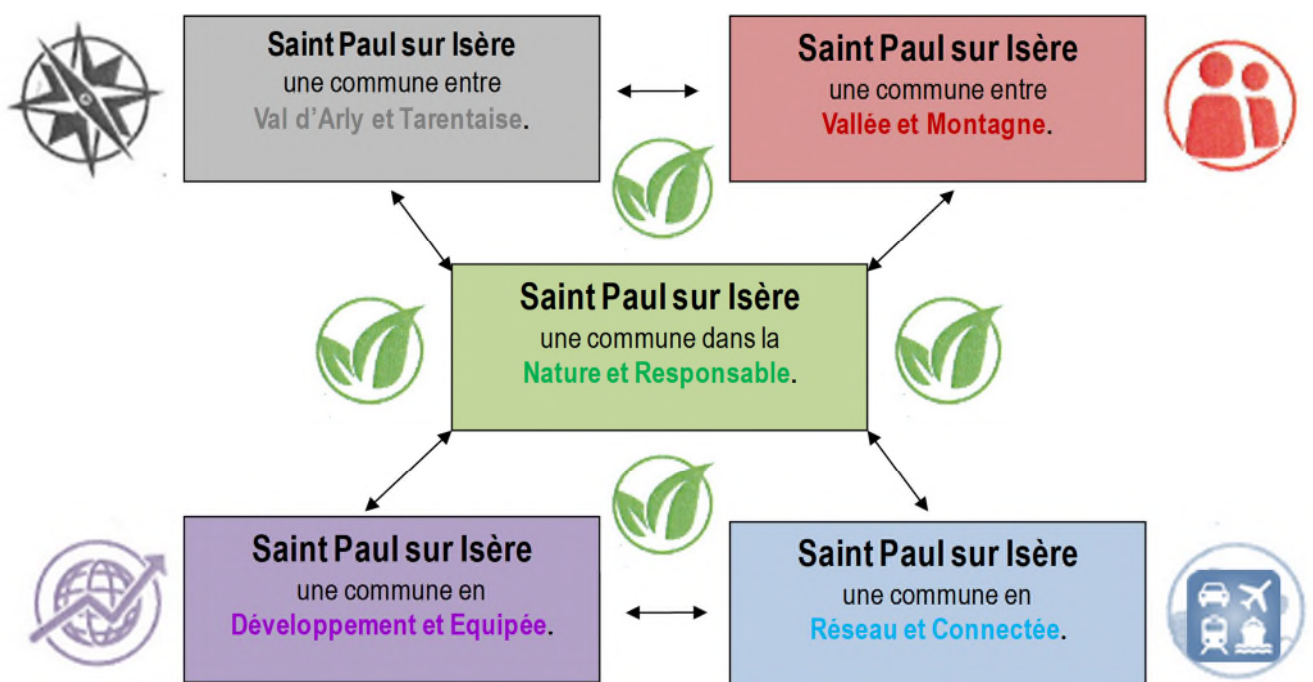 Saint Paul sur Isère
une commune entre
Val d'Arly et Tarentaise.
Saint Paul sur Isère
une commune entre
Vallée et Montagne.
Saint Paul sur Isère
une commune dans la
Nature et Responsable.
Saint Paul sur Isère
une commune en
Développement et Equipée.
Saint Paul sur Isère
une commune en
Réseau et Connectée.